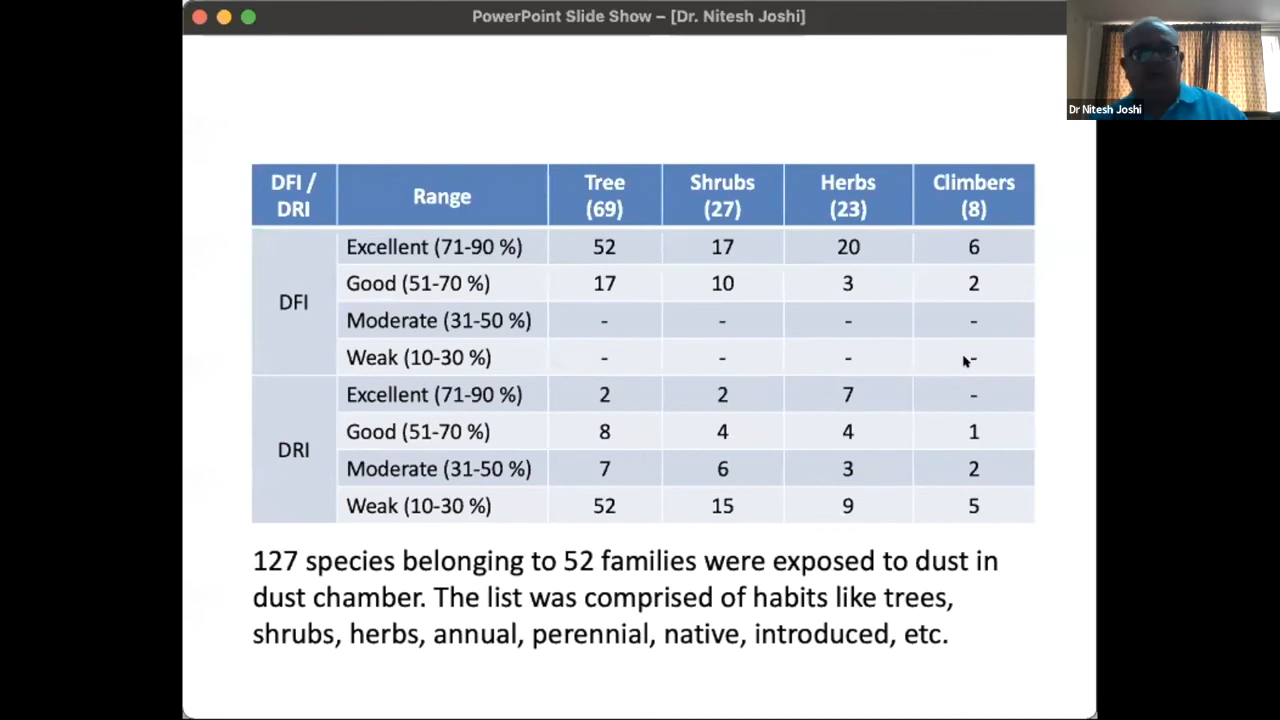 PowerPoint Slide Show – [Dr. Nitesh Joshi]
Dr Nitesh Joshi
DFI / DRI Range Tree (69) Shrubs (27) Herbs (23) Climbers (8)
DFI
Excellent (71-90 %) 52 17 20 6
Good (51-70 %) 17 10 3 2
Moderate (31-50 %) - - - -
Weak (10-30 %) - - - -
DRI
Excellent (71-90 %) 2 2 7 -
Good (51-70 %) 8 4 4 1
Moderate (31-50 %) 7 6 3 2
Weak (10-30 %) 52 15 9 5
127 species belonging to 52 families were exposed to dust in
dust chamber. The list was comprised of habits like trees,
shrubs, herbs, annual, perennial, native, introduced, etc.